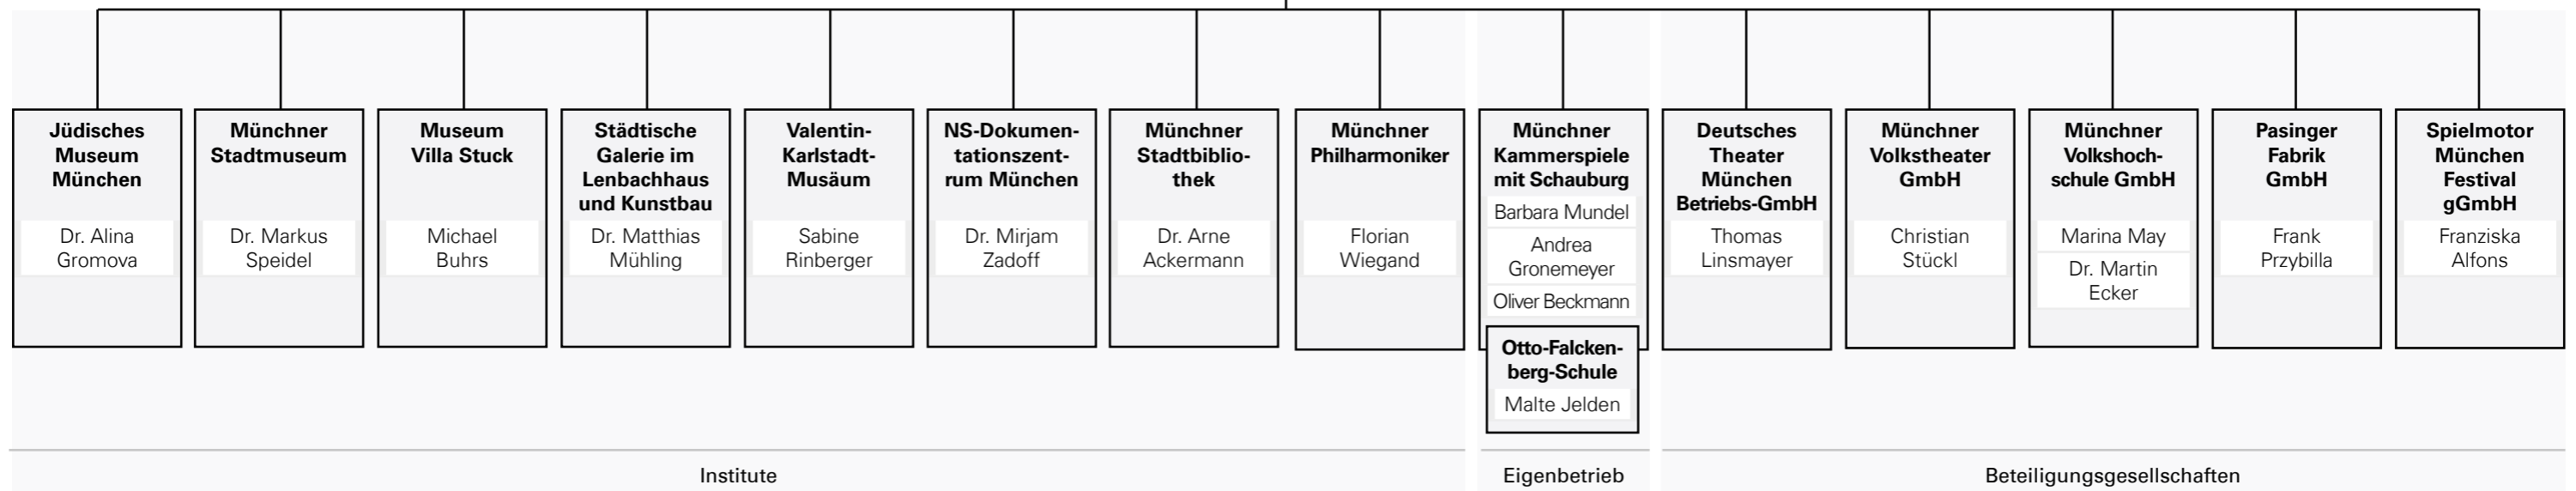 Jüdisches
Museum
München
Dr. Alina
Gromova
Münchner
Stadtmuseum
Dr. Markus
Speidel
Museum
Villa Stuck
Michael
Buhrs
Städtische
Galerie im
Lenbachhaus
und Kunstbau
Dr. Matthias
Mühling
Valentin-
Karlstadt-
Musäum
Sabine
Rinberger
NS-Dokumen-
tationszent-
rum München
Dr. Mirjam
Zadoff
Münchner
Stadtbiblio-
thek
Dr. Arne
Ackermann
Münchner
Philharmoniker
Florian
Wiegand
Münchner
Kammerspiele
mit Schauburg
Barbara Mundel
Andrea
Gronemeyer
Oliver Beckmann
Otto-Falcken-
berg-Schule
Malte Jelden
Deutsches
Theater
München
Betriebs-GmbH
Thomas
Linsmayer
Münchner
Volkstheater
GmbH
Christian
Stückl
Münchner
Volkshoch-
schule GmbH
Marina May
Dr. Martin
Ecker
Pasinger
Fabrik
GmbH
Frank
Przybilla
Spielmotor
München
Festival
gGmbH
Franziska
Alfons
Institute
Eigenbetrieb
Beteiligungsgesellschaften